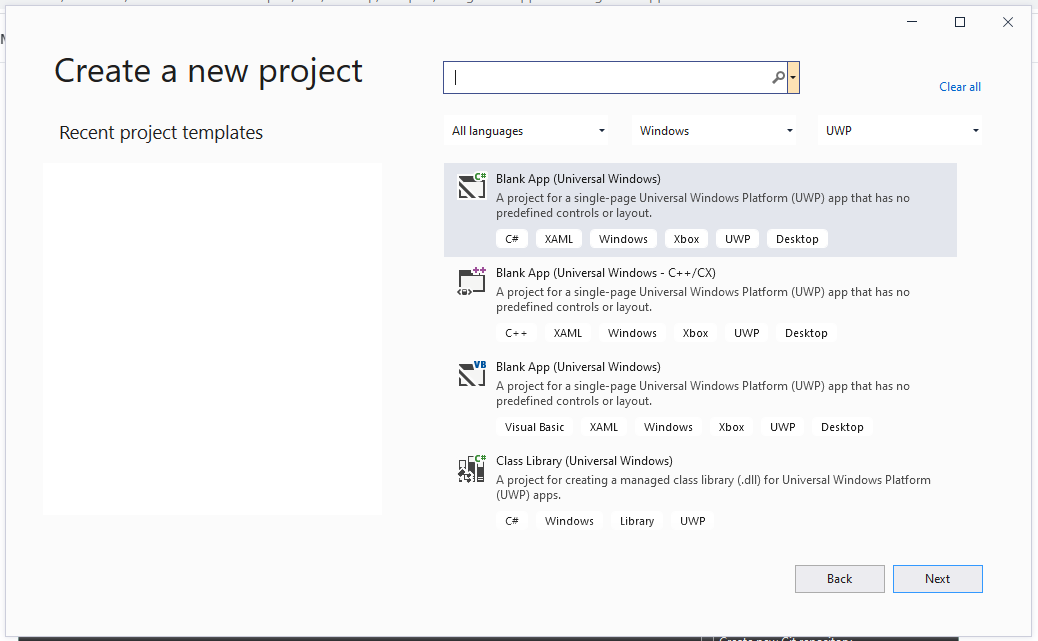 Create a new project
Clear all
Recent project templates
All languages
Windows
UWP
C#
Blank App (Universal Windows)
A project for a single-page Universal Windows Platform (UWP) app that has no
predefined controls or layout.
C# XAML Windows Xbox UWP Desktop
++
Blank App (Universal Windows - C++/CX)
A project for a single-page Universal Windows Platform (UWP) app that has no
predefined controls or layout.
C++ XAML Windows Xbox UWP Desktop
VB
Blank App (Universal Windows)
A project for a single-page Universal Windows Platform (UWP) app that has no
predefined controls or layout.
Visual Basic XAML Windows Xbox UWP Desktop
C#
Class Library (Universal Windows)
A project for creating a managed class library (.dll) for Universal Windows Platform
(UWP) apps.
C# Windows Library UWP
Back
Next
Create new Git repository